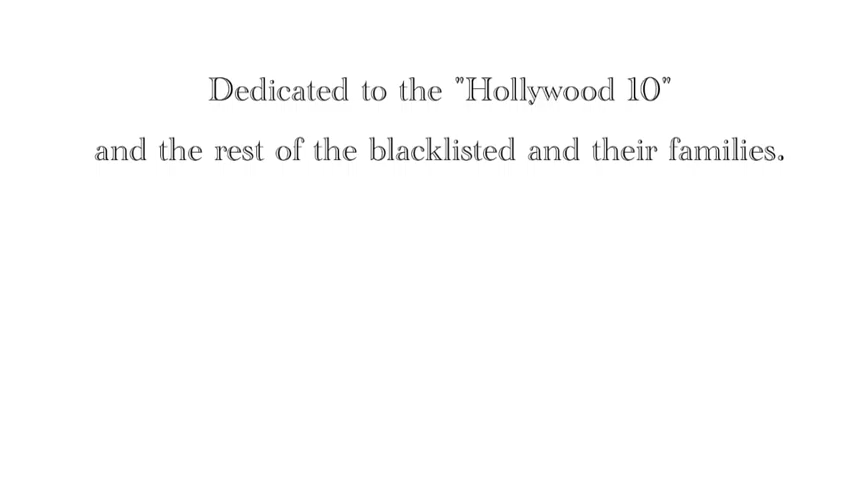 Dedicated to the "Hollywood 10"
and the rest of the blacklisted and their families.